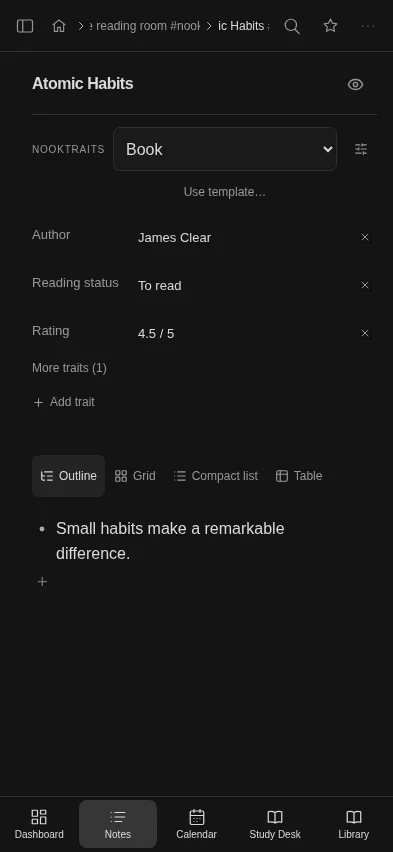 e reading room #nook
ic Habits
Atomic Habits
NOOKTRAITS
Book
Use template…
Author
James Clear
Reading status
To read
Rating
4.5 / 5
More traits (1)
Add trait
Outline
Grid
Compact list
Table
Small habits make a remarkable
difference.
Dashboard
Notes
Calendar
Study Desk
Library